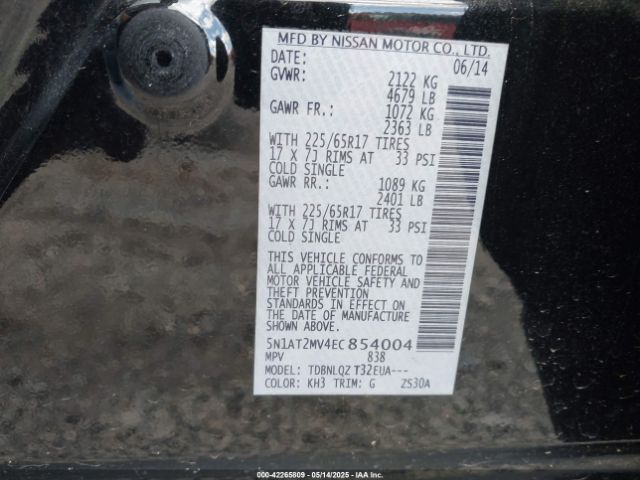 MFD BY NISSAN MOTOR CO., LTD.
DATE: 06/14
GVWR: 2122 KG
4679 LB
GAWR FR.: 1072 KG
2363 LB
WITH 225/65R17 TIRES
17 X 7J RIMS AT 33 PSI
COLD SINGLE
GAWR RR.: 1089 KG
2401 LB
WITH 225/65R17 TIRES
17 X 7J RIMS AT 33 PSI
COLD SINGLE
THIS VEHICLE CONFORMS TO
ALL APPLICABLE FEDERAL
MOTOR VEHICLE SAFETY AND
THEFT PREVENTION
STANDARDS IN EFFECT ON
THE DATE OF MANUFACTURE
SHOWN ABOVE.
5N1AT2MV4EC854004
MPV 838
MODEL: TDBNLQZ T32EUA---
COLOR: KH3 TRIM: G ZS30A
000-42265809 - 05/14/2025 - IAA Inc.